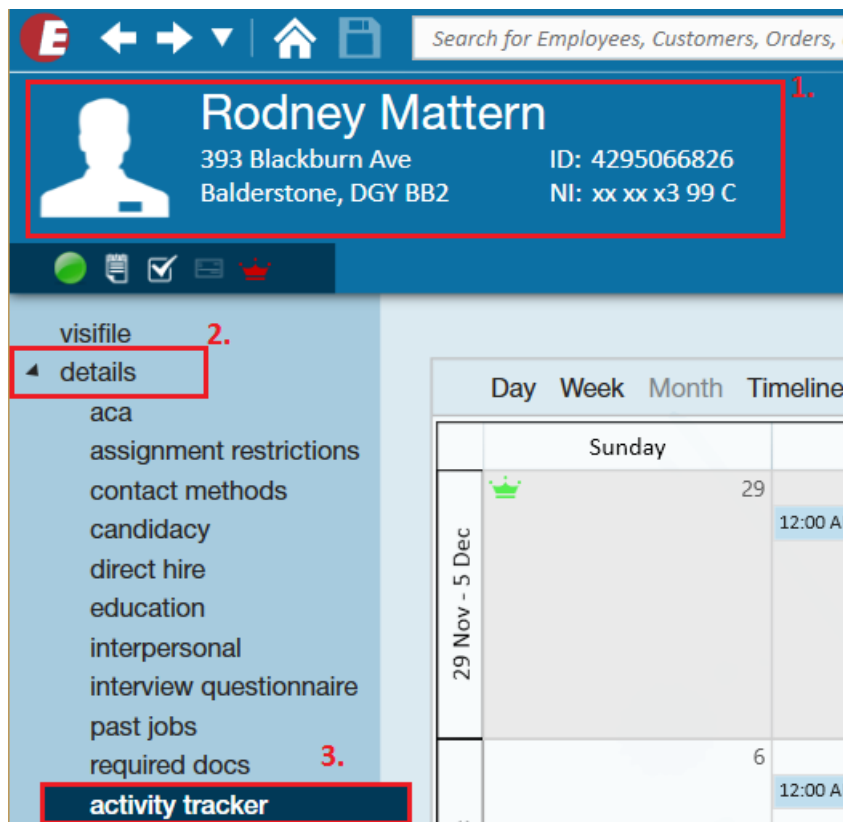 E
Search for Employees, Customers, Orders,
1.
Rodney Mattern
393 Blackburn Ave
ID: 4295066826
Balderstone, DGY BB2
NI: xx xx x3 99 C
visifile
2.
details
aca
assignment restrictions
contact methods
candidacy
direct hire
education
interpersonal
interview questionnaire
past jobs
required docs
3.
activity tracker
Day Week Month Timeline
Sunday
29 Nov - 5 Dec
29
12:00 A
6
12:00 A